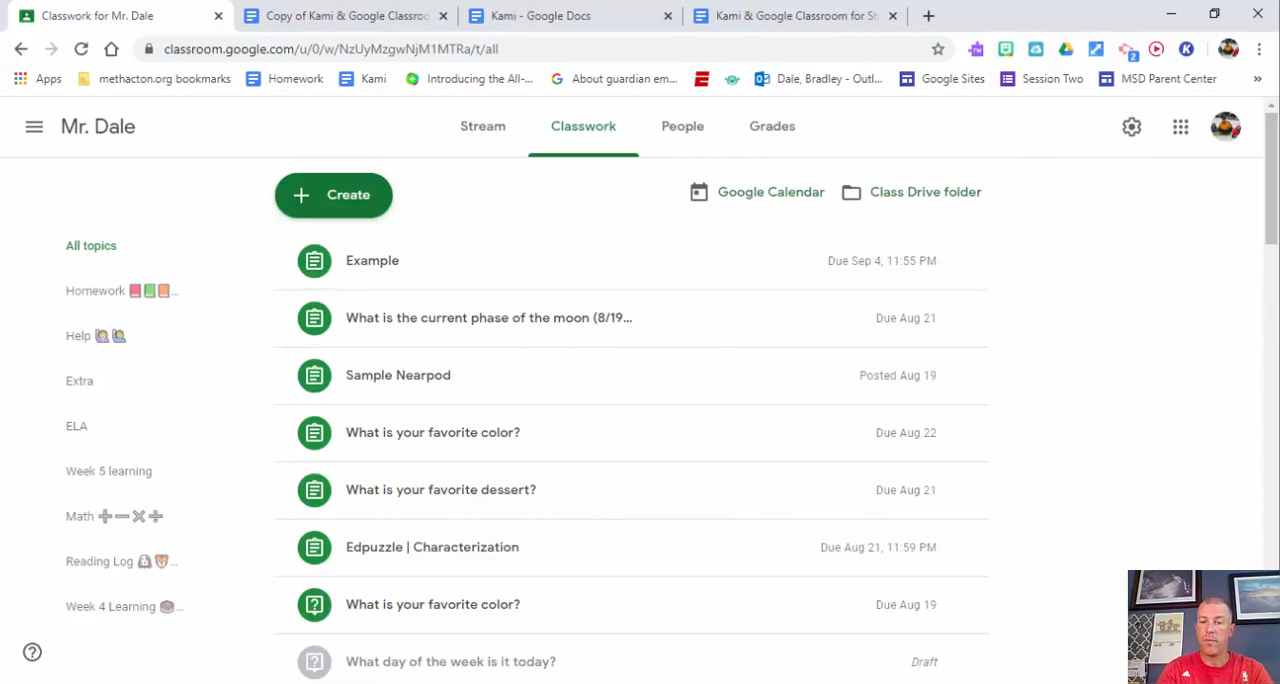 Classwork for Mr. Dale
Copy of Kami & Google Classroo
Kami - Google Docs
Kami & Google Classroom for St
classroom.google.com/u/0/w/NzUyMzgwNjM1MTRa/t/all
Apps
methacton.org bookmarks
Homework
Kami
Introducing the All-...
About guardian em...
Dale, Bradley - Outl...
Google Sites
Session Two
MSD Parent Center
Mr. Dale
Stream
Classwork
People
Grades
Create
Google Calendar
Class Drive folder
All topics
Homework ...
Help
Extra
ELA
Week 5 learning
Math
Reading Log ...
Week 4 Learning ...
Example
Due Sep 4, 11:55 PM
What is the current phase of the moon (8/19...
Due Aug 21
Sample Nearpod
Posted Aug 19
What is your favorite color?
Due Aug 22
What is your favorite dessert?
Due Aug 21
Edpuzzle | Characterization
Due Aug 21, 11:59 PM
What is your favorite color?
Due Aug 19
What day of the week is it today?
Draft